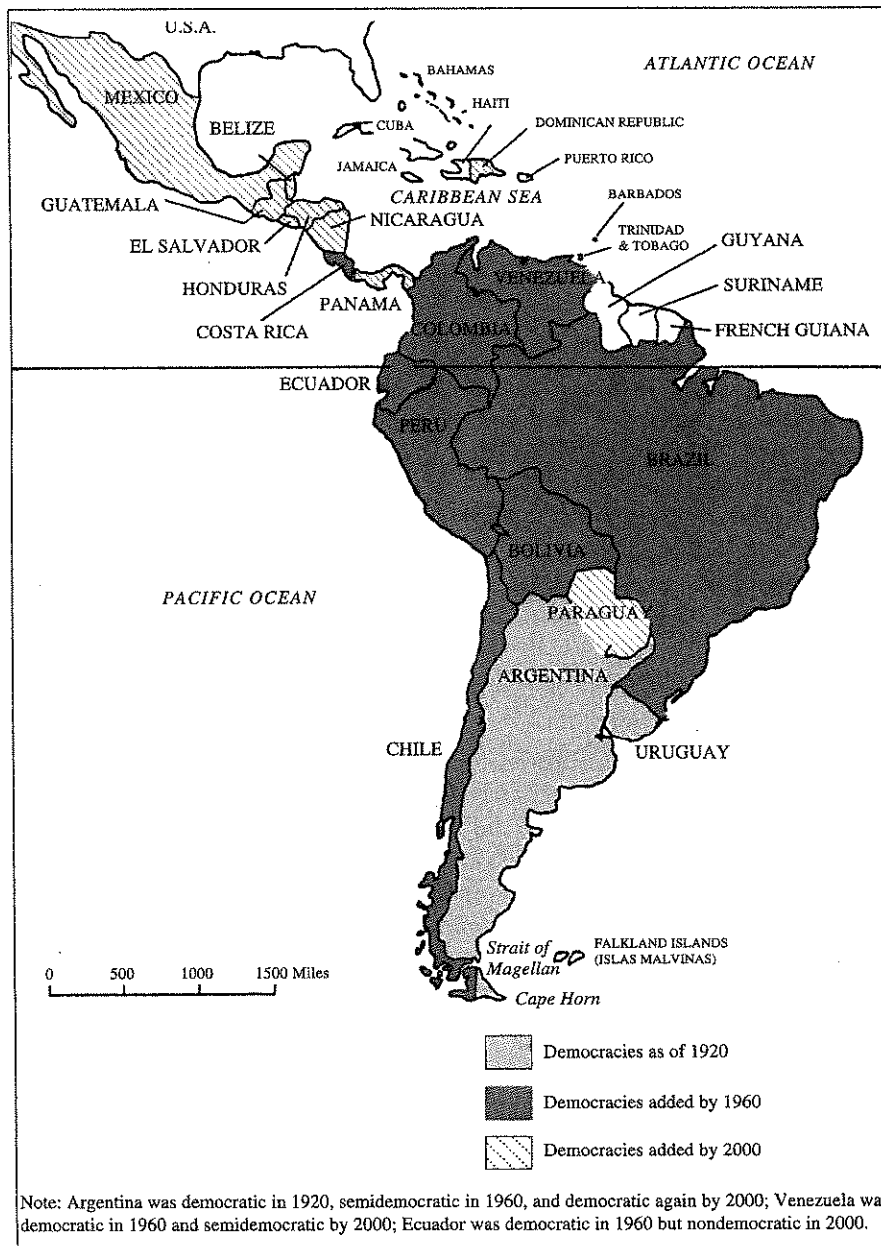 U.S.A.
ATLANTIC OCEAN
BAHAMAS
MEXICO
HAITI
BELIZE
CUBA
DOMINICAN REPUBLIC
JAMAICA
PUERTO RICO
CARIBBEAN SEA
BARBADOS
GUATEMALA
NICARAGUA
TRINIDAD
& TOBAGO
EL SALVADOR
GUYANA
VENEZUELA
HONDURAS
SURINAME
PANAMA
COSTA RICA
COLOMBIA
FRENCH GUIANA
ECUADOR
PERU
BRAZIL
BOLIVIA
PACIFIC OCEAN
PARAGUAY
ARGENTINA
CHILE
URUGUAY
Strait of
Magellan
FALKLAND ISLANDS
(ISLAS MALVINAS)
0 500 1000 1500 Miles
Cape Horn
Democracies as of 1920
Democracies added by 1960
Democracies added by 2000
Note: Argentina was democratic in 1920, semidemocratic in 1960, and democratic again by 2000; Venezuela wa
democratic in 1960 and semidemocratic by 2000; Ecuador was democratic in 1960 but nondemocratic in 2000.